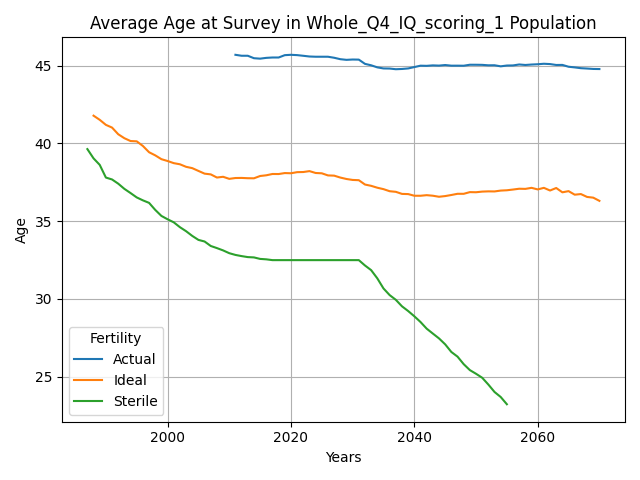 Average Age at Survey in Whole_Q4_IQ_scoring_1 Population
45
40
35
30
25
Age
Fertility
Actual
Ideal
Sterile
2000
2020
2040
2060
Years